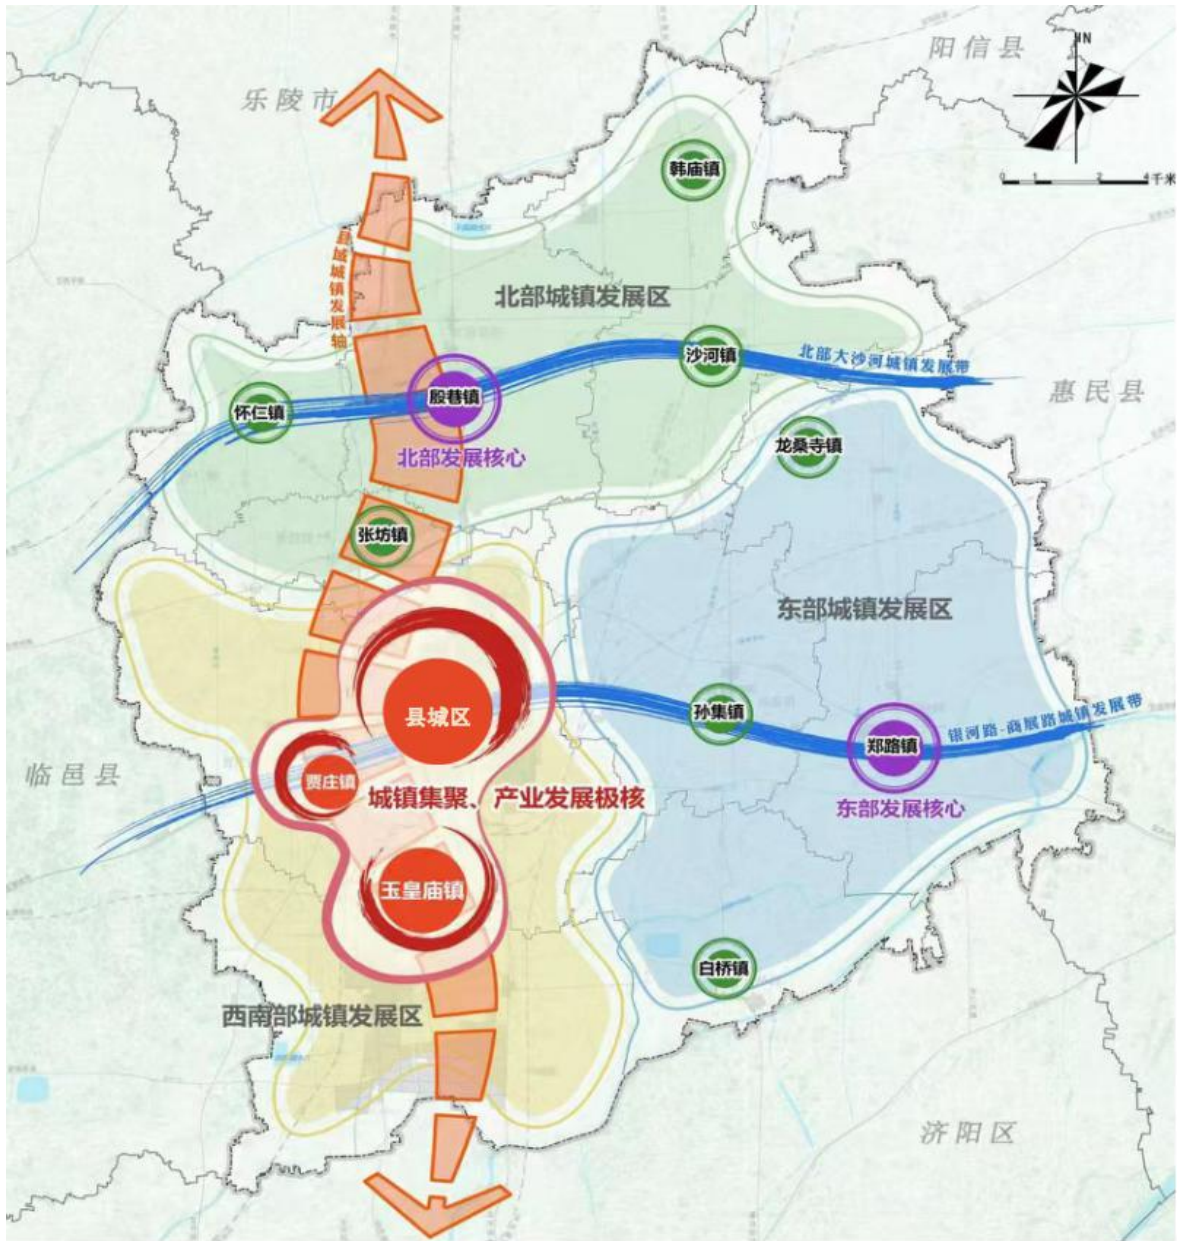 阳信县
N
乐陵市
0 1 2 4千米
韩庙镇
县域城镇发展轴
北部城镇发展区
沙河镇
北部大沙河城镇发展带
惠民县
殷巷镇
怀仁镇
龙桑寺镇
北部发展核心
张坊镇
东部城镇发展区
县城区
孙集镇
银河路-商展路城镇发展带
郑路镇
临邑县
贾庄镇
城镇集聚、产业发展极核
东部发展核心
玉皇庙镇
白桥镇
西南部城镇发展区
济阳区